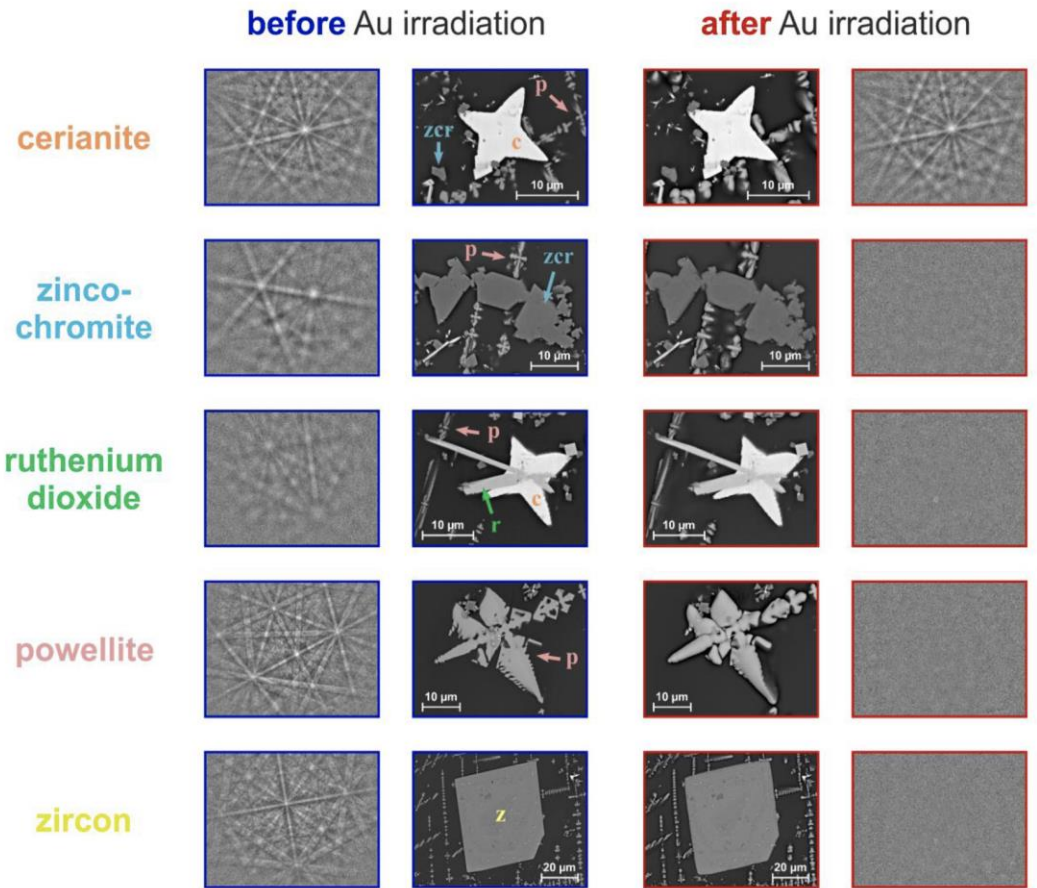 before Au irradiation
after Au irradiation
cerianite
p
zcr
c
10 µm
10 µm
zinco-
chromite
p
zcr
10 µm
10 µm
ruthenium
dioxide
p
c
r
10 µm
10 µm
powellite
p
10 µm
10 µm
zircon
z
20 µm
20 µm